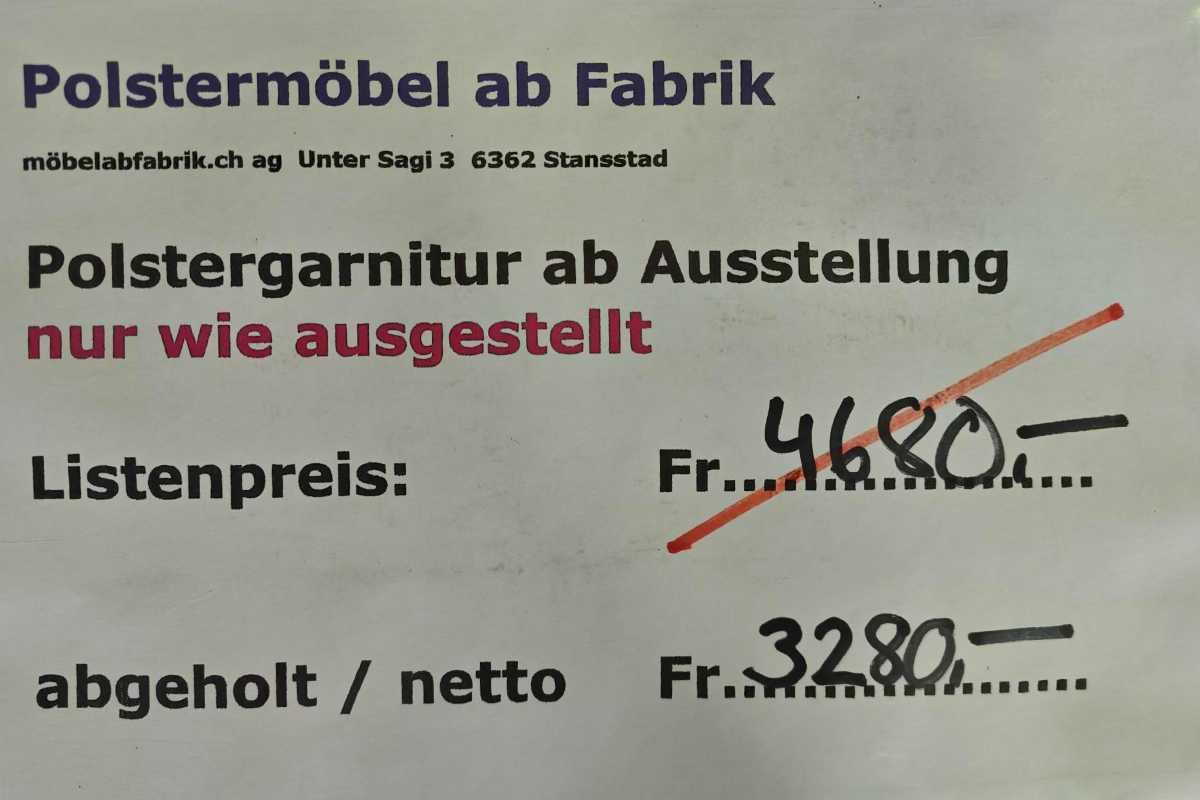 Polstermöbel ab Fabrik
möbelabfabrik.ch ag Unter Sagi 3 6362 Stansstad
Polstergarnitur ab Ausstellung
nur wie ausgestellt
Listenpreis: Fr. 4680.–
abgeholt / netto Fr. 3280.–